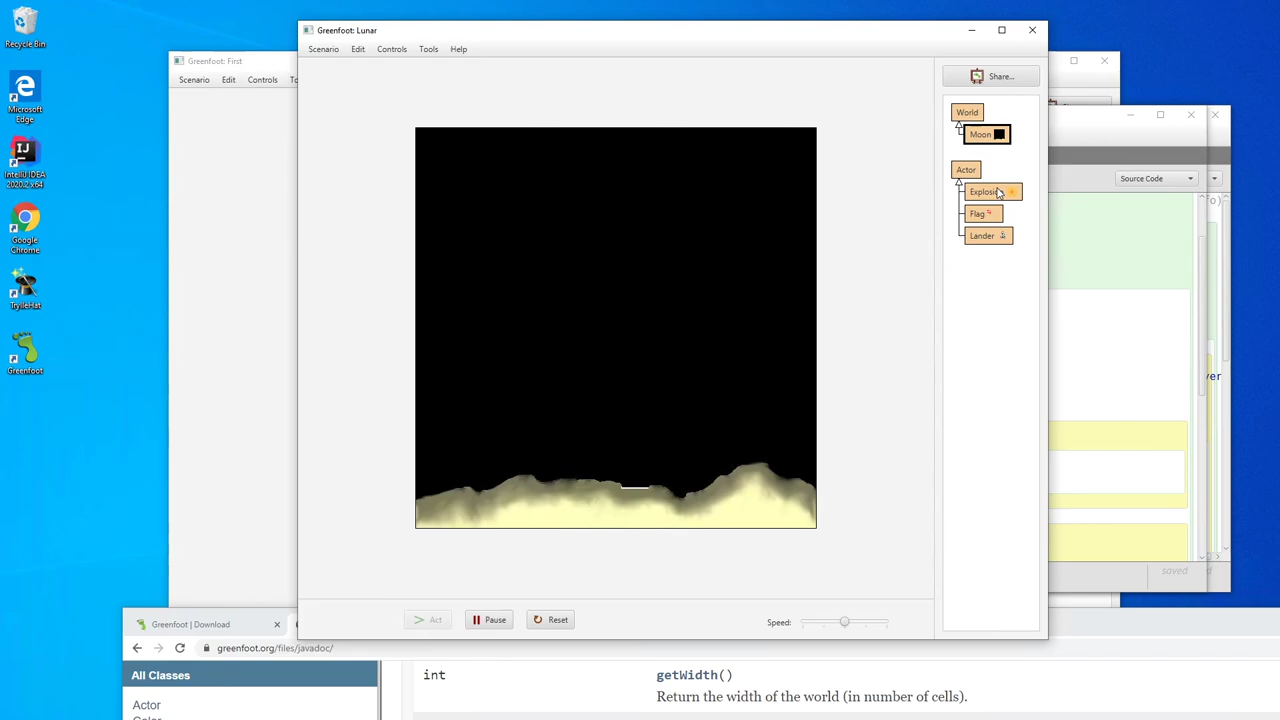 Recycle Bin
Microsoft
Edge
IntelliJ IDEA
2020.2 x64
Google
Chrome
TryileHat
Greenfoot
Greenfoot: First
Scenario Edit Controls
Greenfoot: Lunar
Scenario Edit Controls Tools Help
Share...
World
Moon
Actor
Flag
Lander
Source Code
saved
Act Pause Reset Speed:
Greenfoot | Download
greenfoot.org/files/javadoc/
All Classes
Actor
int getWidth()
Return the width of the world (in number of cells).